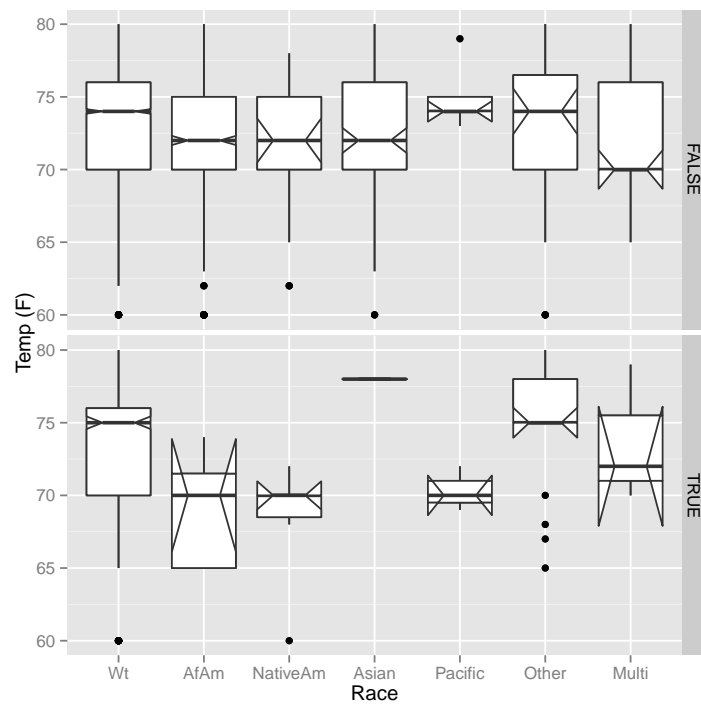 80
75
70
65
60
FALSE
80
75
70
65
60
TRUE
Temp (F)
Wt AfAm NativeAm Asian Pacific Other Multi
Race